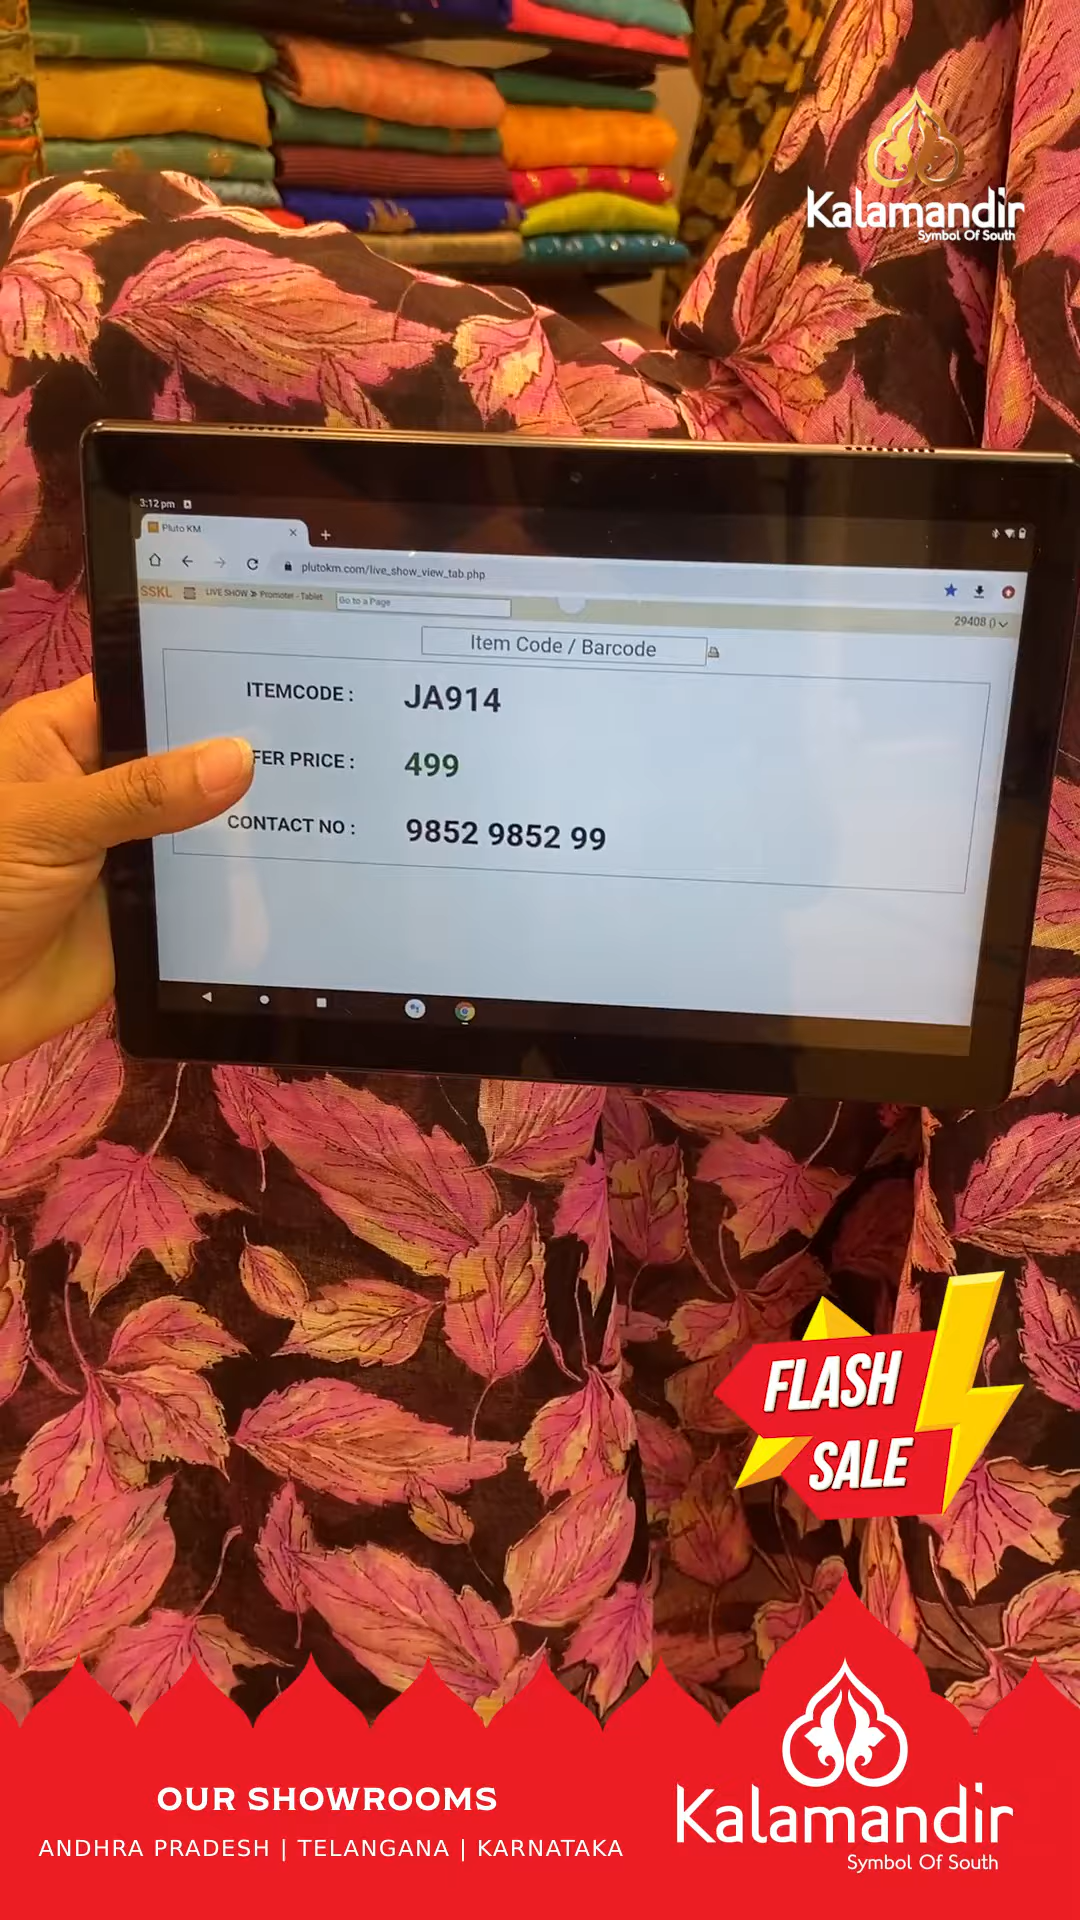 Kalamandir
Symbol Of South
3:12 pm
Pluto KM
plutokm.com/live_show_view_tab.php
SSKL LIVE SHOW Promoter - Tablet Go to a Page
29408 ()
Item Code / Barcode
ITEMCODE : JA914
FER PRICE : 499
CONTACT NO : 9852 9852 99
FLASH
SALE
OUR SHOWROOMS
ANDHRA PRADESH | TELANGANA | KARNATAKA
Kalamandir
Symbol Of South